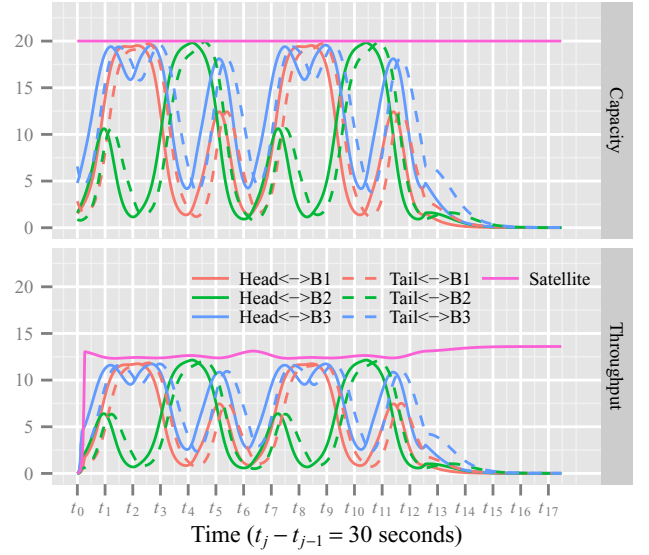 20
15
10
5
0
Capacity
20
15
10
5
0
Head<−>B1 Tail<−>B1 Satellite
Head<−>B2 Tail<−>B2
Head<−>B3 Tail<−>B3
Throughput
t0 t1 t2 t3 t4 t5 t6 t7 t8 t9 t10 t11 t12 t13 t14 t15 t16 t17
Time (tj − tj−1 = 30 seconds)